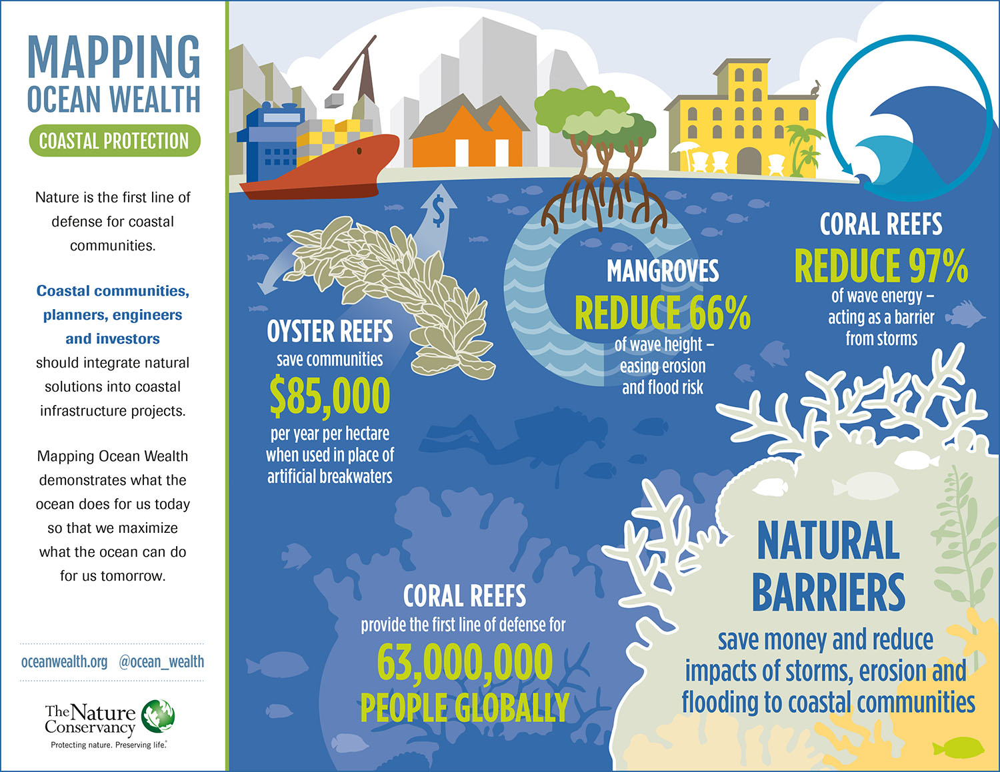 MAPPING
OCEAN WEALTH
COASTAL PROTECTION
Nature is the first line of
defense for coastal
communities.
Coastal communities,
planners, engineers
and investors
should integrate natural
solutions into coastal
infrastructure projects.
Mapping Ocean Wealth
demonstrates what the
ocean does for us today
so that we maximize
what the ocean can do
for us tomorrow.
oceanwealth.org @ocean_wealth
The Nature
Conservancy
Protecting nature. Preserving life.®
$
OYSTER REEFS
save communities
$85,000
per year per hectare
when used in place of
artificial breakwaters
MANGROVES
REDUCE 66%
of wave height –
easing erosion
and flood risk
CORAL REEFS
REDUCE 97%
of wave energy –
acting as a barrier
from storms
CORAL REEFS
provide the first line of defense for
63,000,000
PEOPLE GLOBALLY
NATURAL
BARRIERS
save money and reduce
impacts of storms, erosion and
flooding to coastal communities